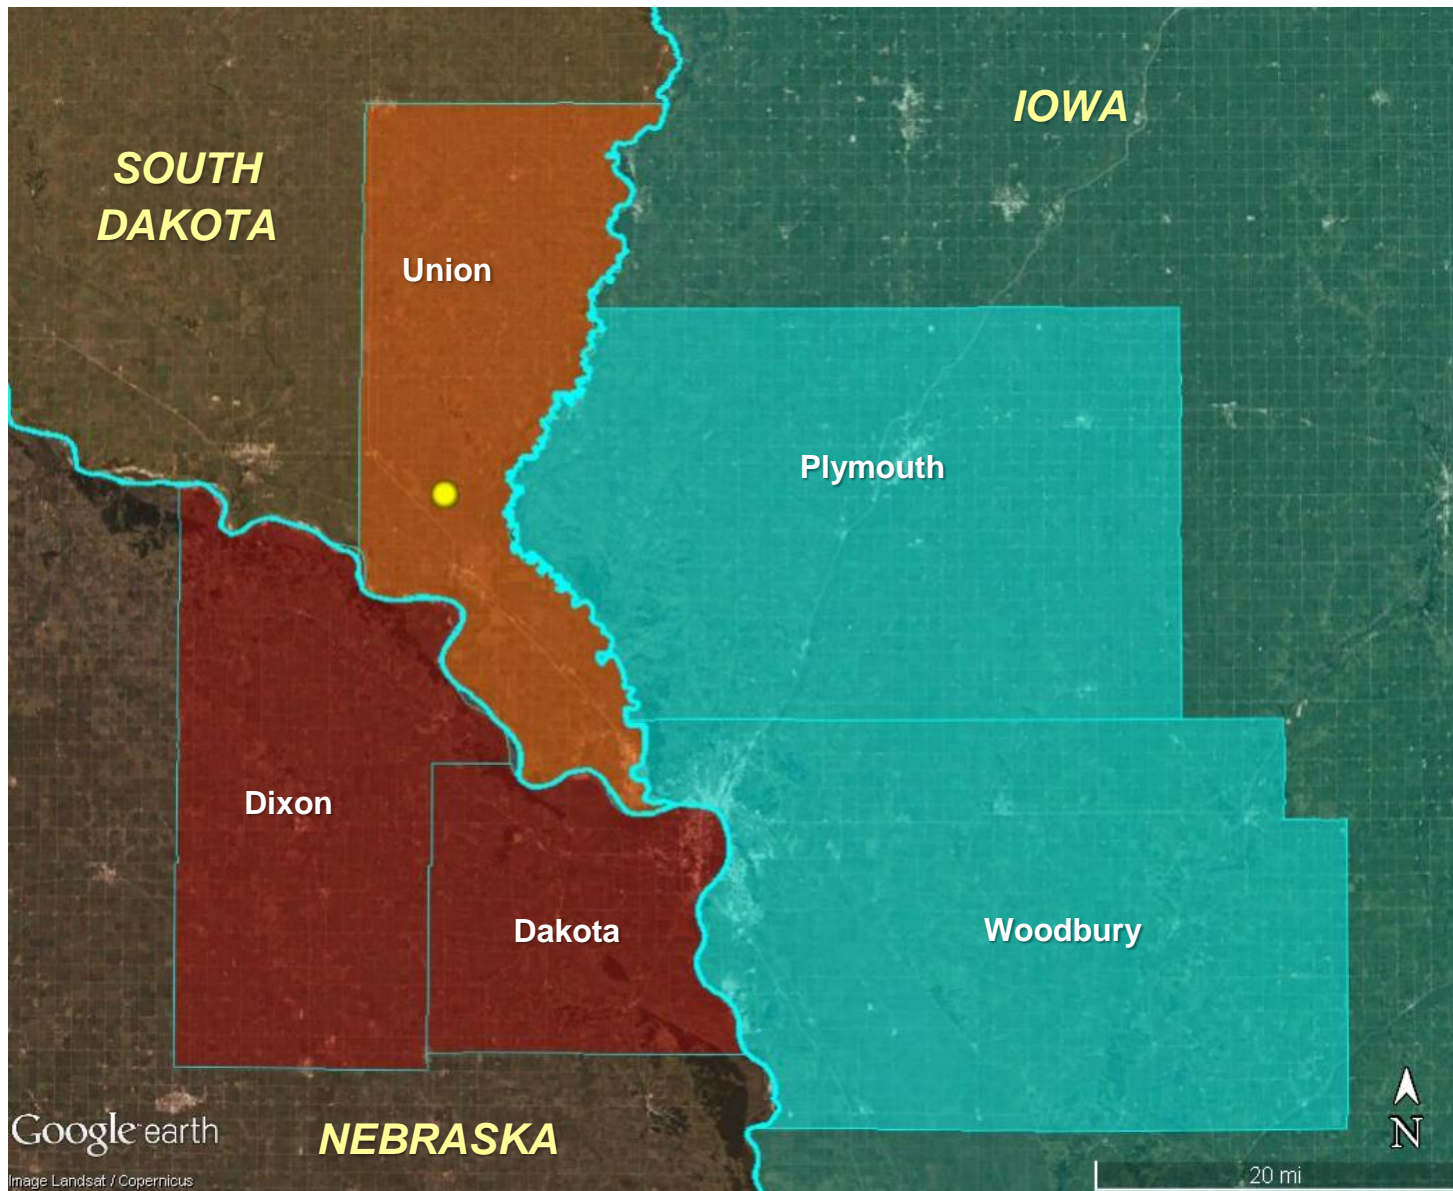 IOWA
SOUTH
DAKOTA
Union
Plymouth
Dixon
Dakota
Woodbury
NEBRASKA
Google earth
N
Image Landsat / Copernicus
20 mi